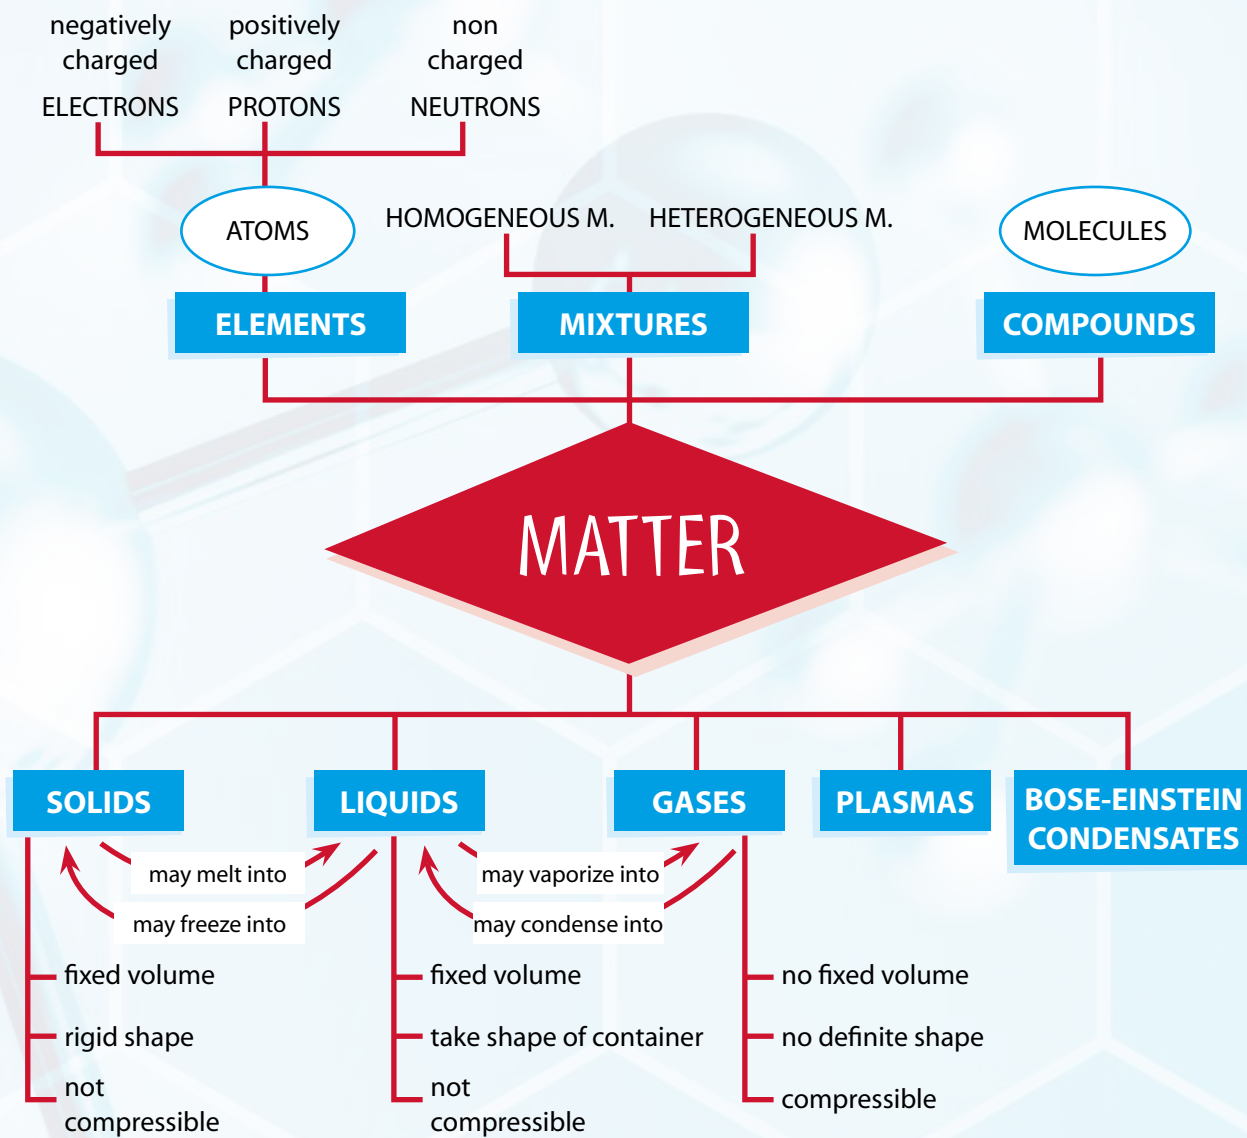 negatively
charged
positively
charged
non
charged
ELECTRONS
PROTONS
NEUTRONS
ATOMS
HOMOGENEOUS M.
HETEROGENEOUS M.
MOLECULES
ELEMENTS
MIXTURES
COMPOUNDS
MATTER
SOLIDS
LIQUIDS
GASES
PLASMAS
BOSE-EINSTEIN
CONDENSATES
may melt into
may freeze into
may vaporize into
may condense into
fixed volume
rigid shape
not
compressible
fixed volume
take shape of container
not
compressible
no fixed volume
no definite shape
compressible